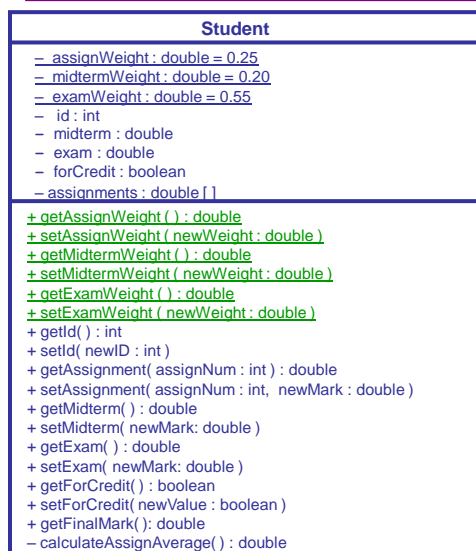 Student
– assignWeight : double = 0.25
– midtermWeight : double = 0.20
– examWeight : double = 0.55
– id : int
– midterm : double
– exam : double
– forCredit : boolean
– assignments : double [ ]
+ getAssignWeight ( ) : double
+ setAssignWeight ( newWeight : double )
+ getMidtermWeight ( ) : double
+ setMidtermWeight ( newWeight : double )
+ getExamWeight ( ) : double
+ setExamWeight ( newWeight : double )
+ getId( ) : int
+ setId( newID : int )
+ getAssignment( assignNum : int ) : double
+ setAssignment( assignNum : int, newMark : double )
+ getMidterm( ) : double
+ setMidterm( newMark: double )
+ getExam( ) : double
+ setExam( newMark: double )
+ getForCredit( ) : boolean
+ setForCredit( newValue : boolean )
+ getFinalMark( ): double
– calculateAssignAverage( ) : double